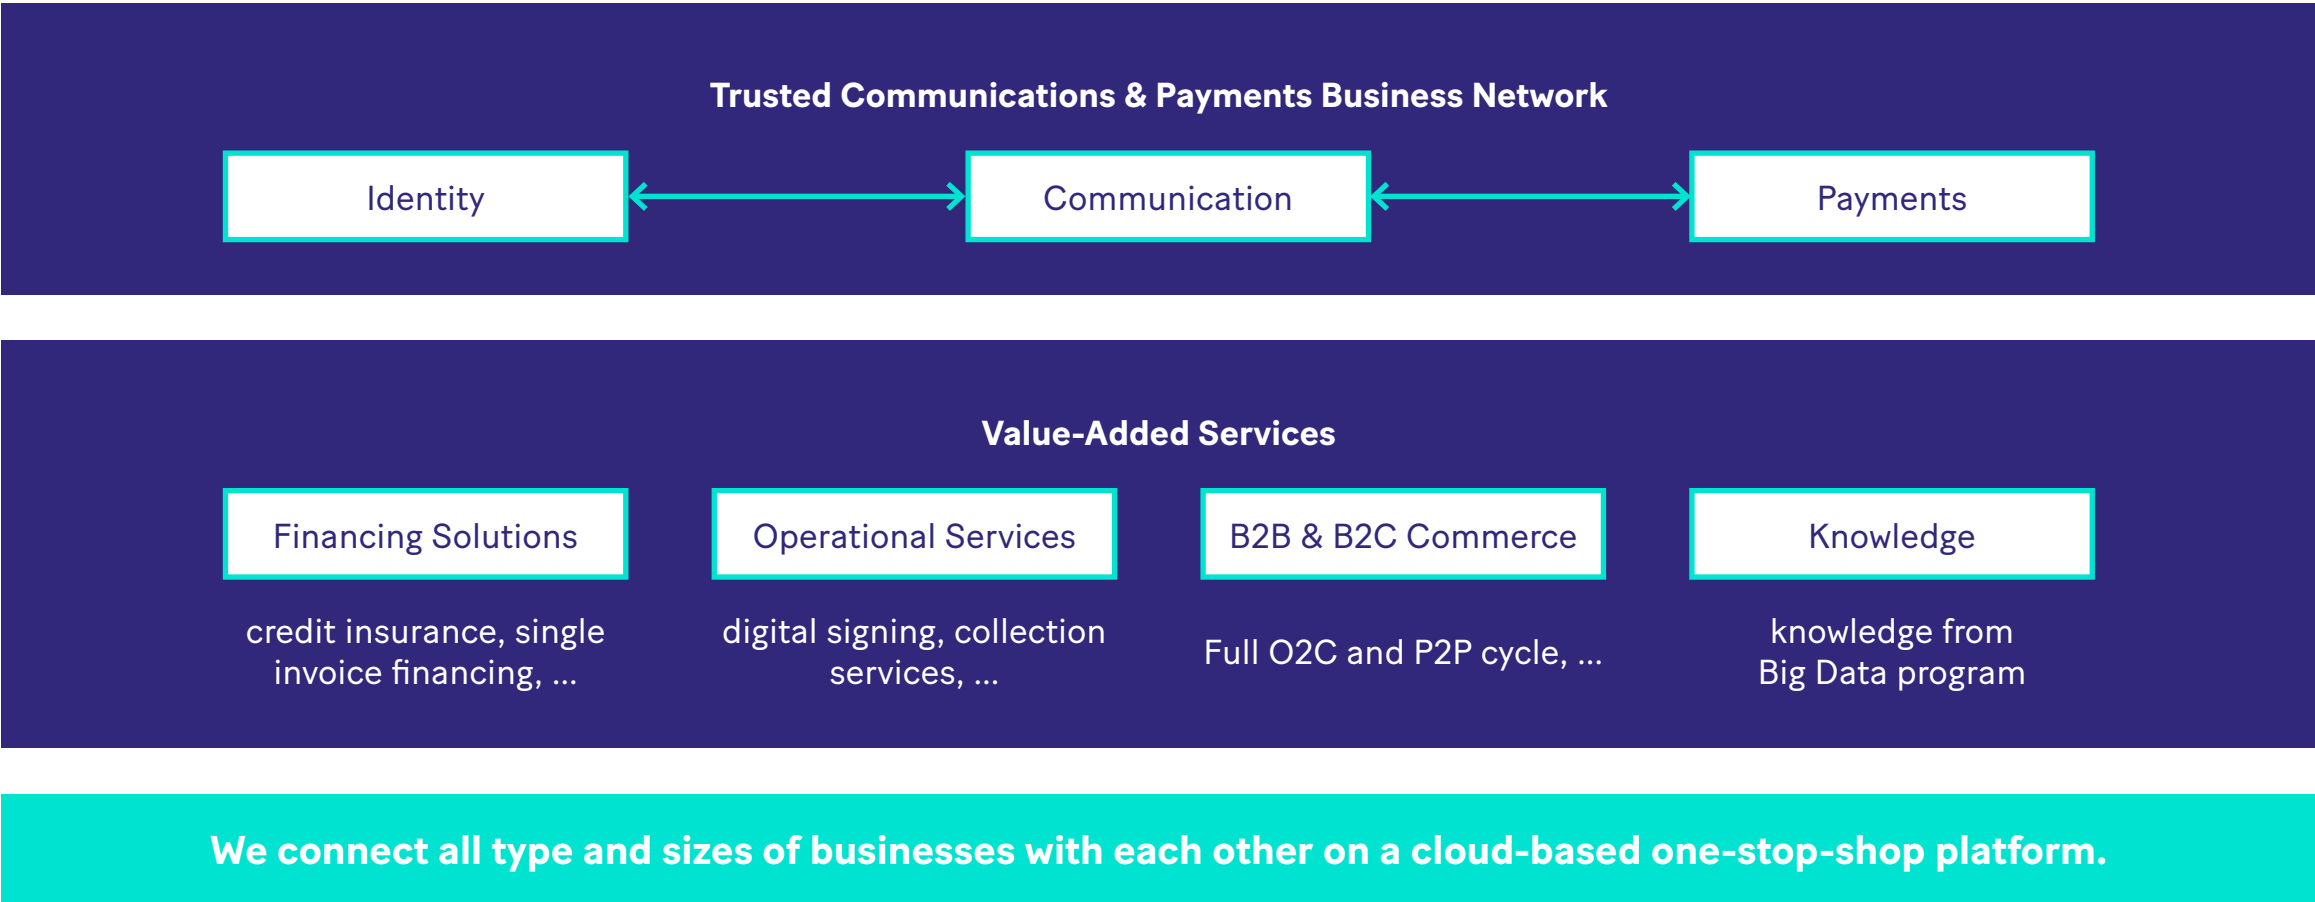 Trusted Communications & Payments Business Network
Identity
Communication
Payments
Value-Added Services
Financing Solutions
Operational Services
B2B & B2C Commerce
Knowledge
credit insurance, single
invoice financing, ...
digital signing, collection
services, ...
Full O2C and P2P cycle, ...
knowledge from
Big Data program
We connect all type and sizes of businesses with each other on a cloud-based one-stop-shop platform.